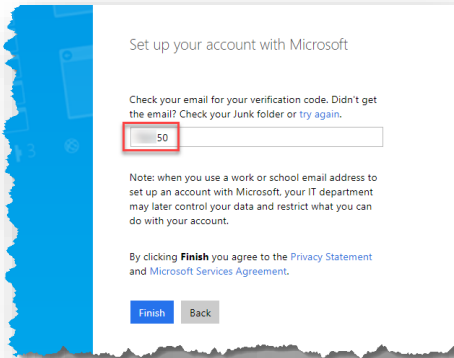 Set up your account with Microsoft
Check your email for your verification code. Didn't get
the email? Check your Junk folder or try again.
50
Note: when you use a work or school email address to
set up an account with Microsoft, your IT department
may later control your data and restrict what you can
do with your account.
By clicking Finish you agree to the Privacy Statement
and Microsoft Services Agreement.
Finish Back